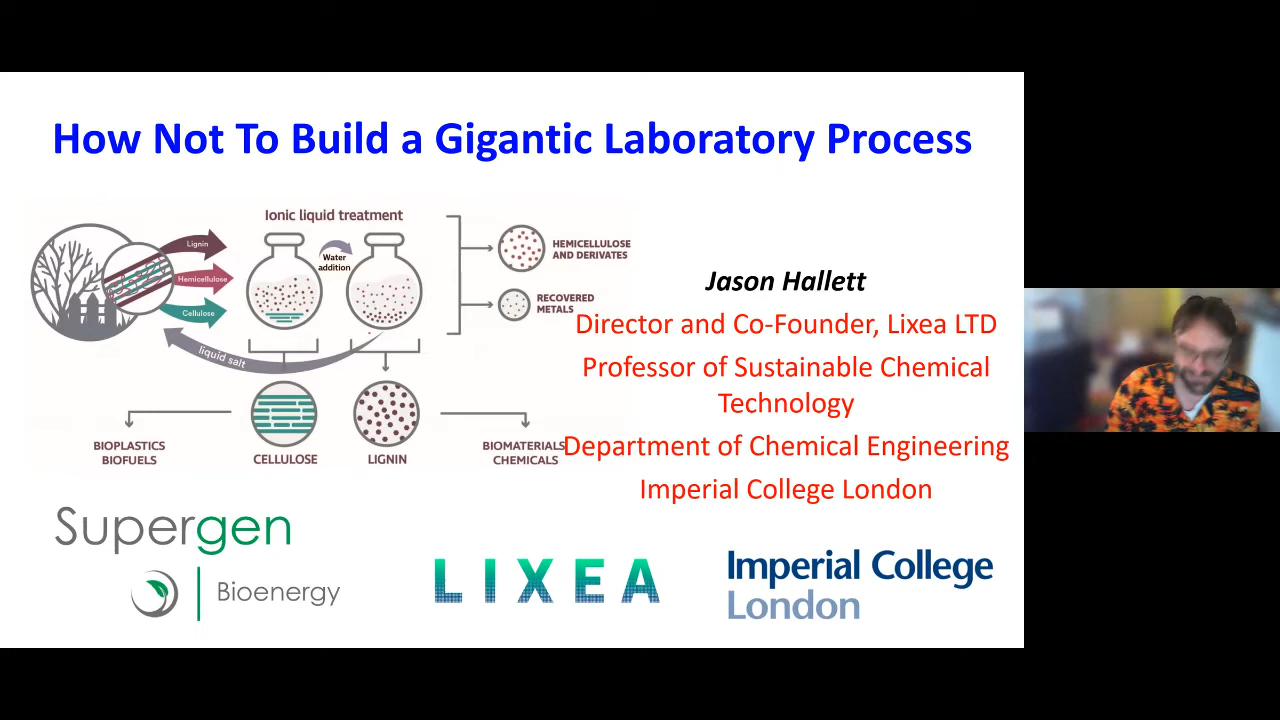 How Not To Build a Gigantic Laboratory Process
Ionic liquid treatment
Lignin
Hemicellulose
Cellulose
Water
addition
liquid salt
HEMICELLULOSE
AND DERIVATES
RECOVERED
METALS
BIOPLASTICS
BIOFUELS
CELLULOSE
LIGNIN
BIOMATERIALS
CHEMICALS
Jason Hallett
Director and Co-Founder, Lixea LTD
Professor of Sustainable Chemical
Technology
Department of Chemical Engineering
Imperial College London
Supergen
Bioenergy
LIXEA
Imperial College
London